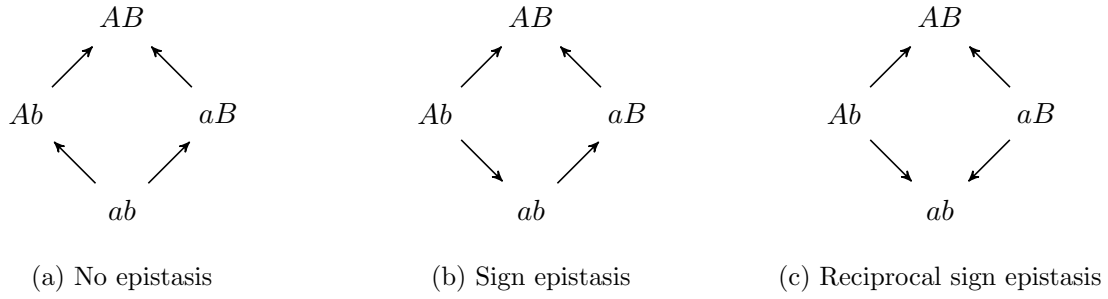 AB AB AB
Ab aB Ab aB Ab aB
ab ab ab
(a) No epistasis (b) Sign epistasis (c) Reciprocal sign epistasis